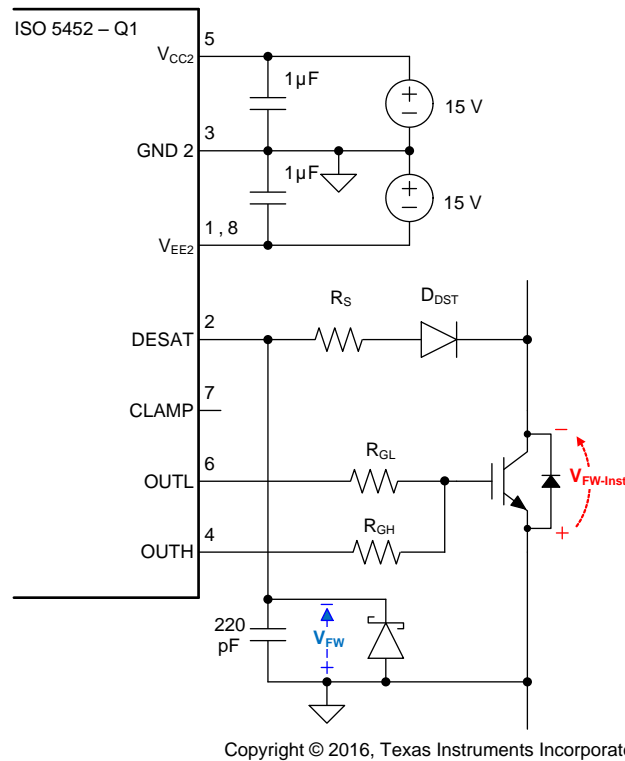 ISO 5452 – Q1
5
VCC2
1µF
15 V
3
GND 2
1µF
15 V
1 , 8
VEE2
RS
DDST
2
DESAT
7
CLAMP
RGL
6
OUTL
VFW-Inst
RGH
4
OUTH
220
pF
VFW
Copyright © 2016, Texas Instruments Incorporate